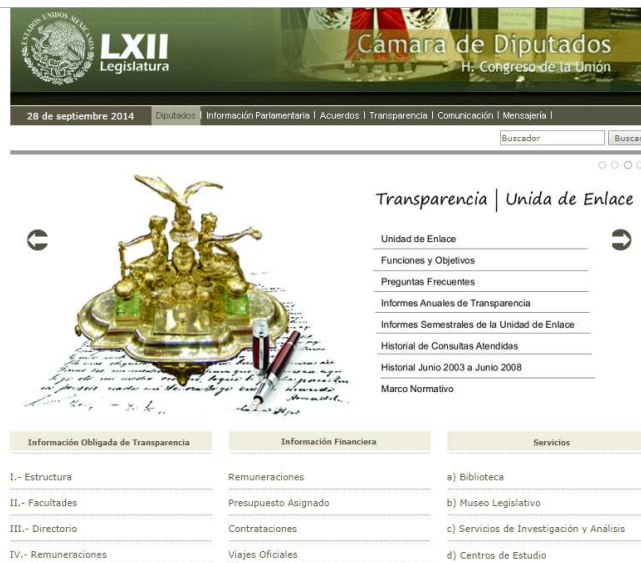 ESTADOS UNIDOS MEXICANOS
LXII
Legislatura
Cámara de Diputados
H. Congreso de la Unión
28 de septiembre 2014 Diputados | Información Parlamentaria | Acuerdos | Transparencia | Comunicación | Mensajería |
Buscador Buscar
Transparencia | Unida de Enlace
Unidad de Enlace
Funciones y Objetivos
Preguntas Frecuentes
Informes Anuales de Transparencia
Informes Semestrales de la Unidad de Enlace
Historial de Consultas Atendidas
Historial Junio 2003 a Junio 2008
Marco Normativo
Información Obligada de Transparencia Información Financiera Servicios
I.- Estructura Remuneraciones a) Biblioteca
II.- Facultades Presupuesto Asignado b) Museo Legislativo
III.- Directorio Contrataciones c) Servicios de Investigación y Análisis
IV.- Remuneraciones Viajes Oficiales d) Centros de Estudio